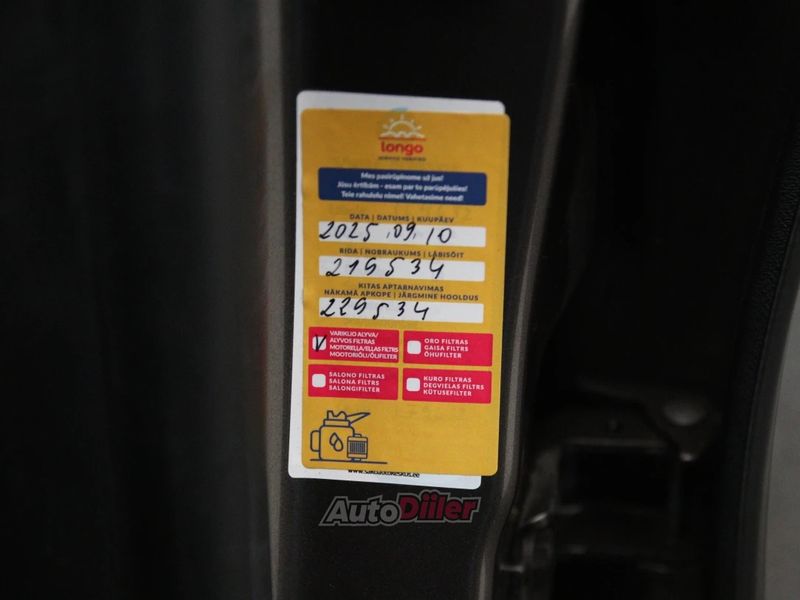 longo
Mes pasirūpinome už jus!
Jūsu ērtībām - esam par to parūpējušies!
Teie rahulolu nimel! Vahetasime need!
DATA | DATUMS | KUUPÄEV
2025.09.10
RIDA | NOBRAUKUMS | LÄBISÕIT
219534
KITAS APTARNAVIMAS
NĀKAMĀ APKOPE | JÄRGMINE HOOLDUS
229534
V
VARIKLIO ALYVA/
ALYVOS FILTRAS
MOTOREĻĻA/EĻĻAS FILTRS
MOOTORIÕLI/ÕLIFILTER
ORO FILTRAS
GAISA FILTRS
ÕHUFILTER
SALONO FILTRAS
SALONA FILTRS
SALONGIFILTER
KURO FILTRAS
DEGVIELAS FILTRS
KÜTUSEFILTER
AutoDiiler